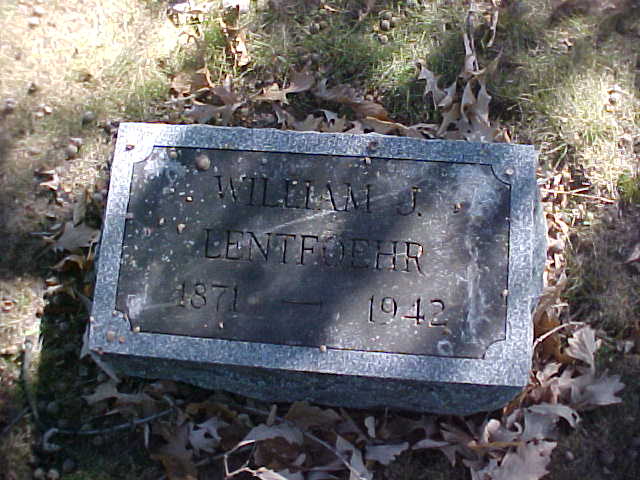 WILLIAM J.
LENTFOEHR
1871 — 1942